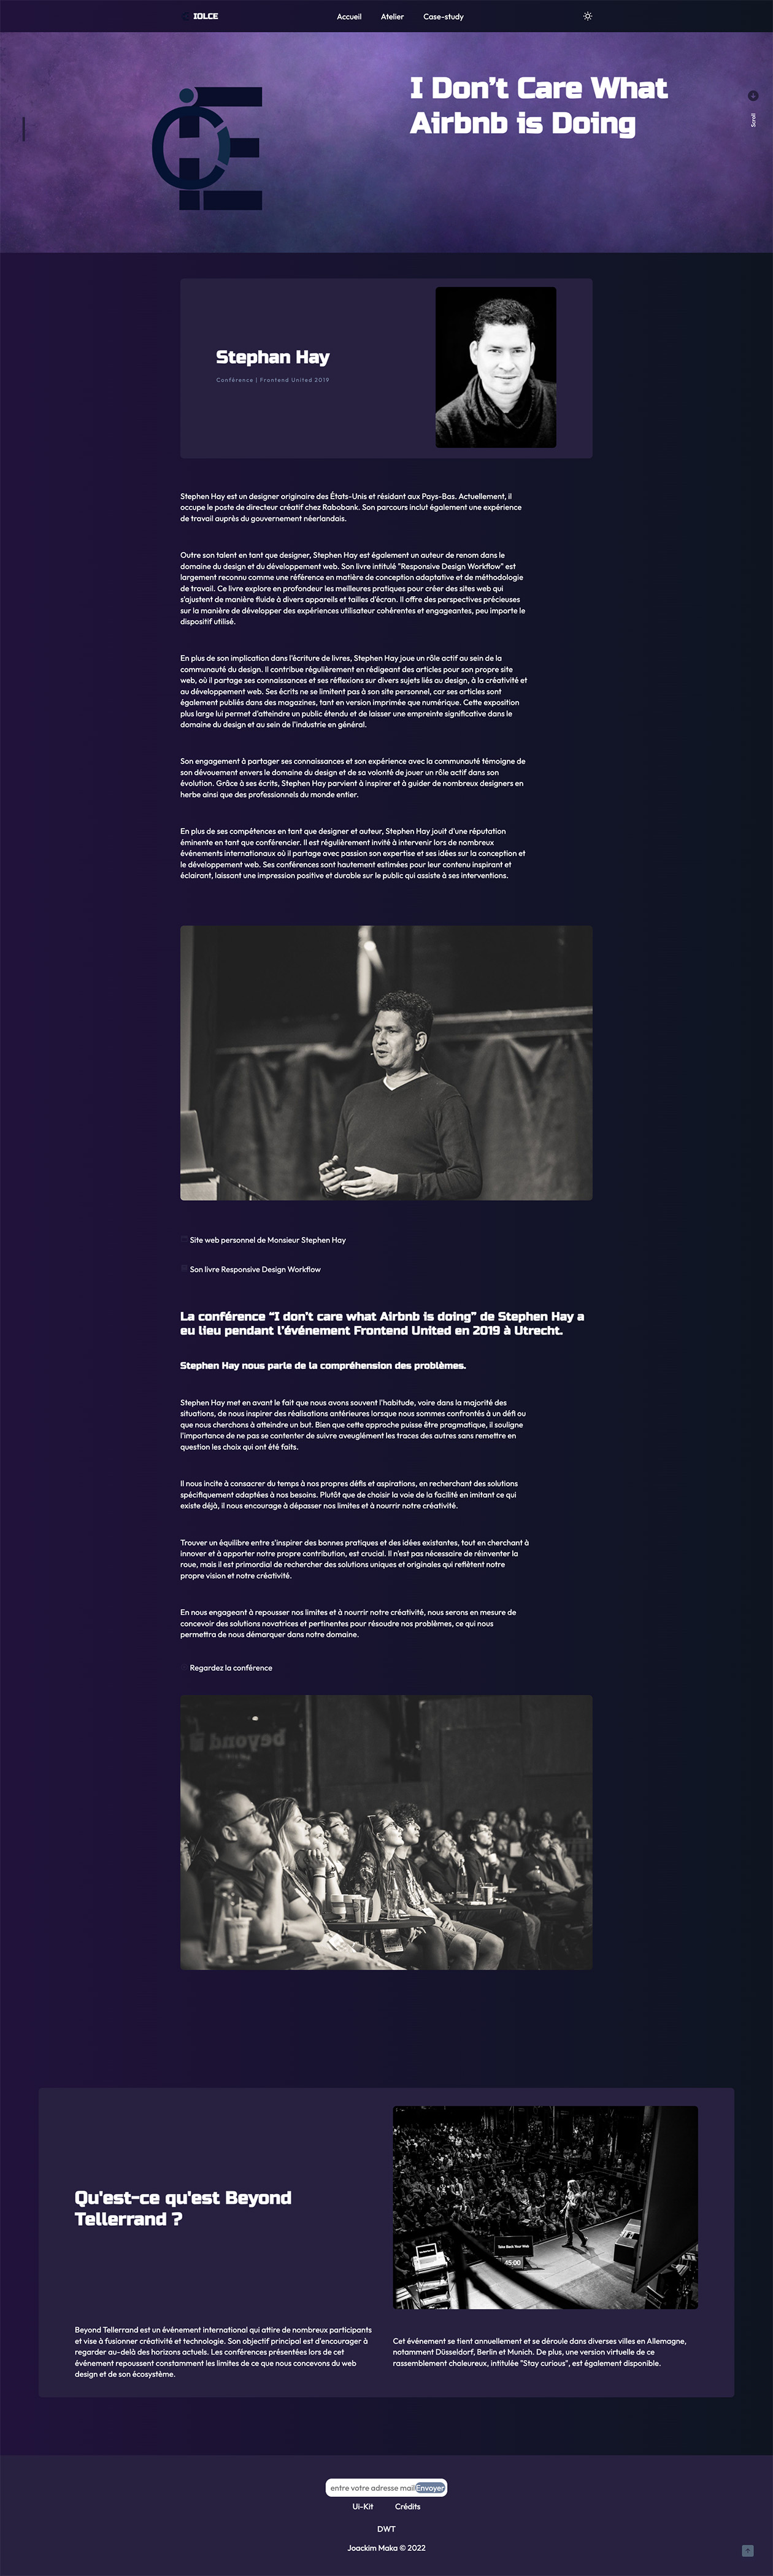 IOLCE
Accueil Atelier Case-study
I Don't Care What
Airbnb is Doing
Scroll
Stephan Hay
Conférence | Frontend United 2019
Stephen Hay est un designer originaire des États-Unis et résidant aux Pays-Bas. Actuellement, il
occupe le poste de directeur créatif chez Rabobank. Son parcours inclut également une expérience
de travail auprès du gouvernement néerlandais.
Outre son talent en tant que designer, Stephen Hay est également un auteur de renom dans le
domaine du design et du développement web. Son livre intitulé "Responsive Design Workflow" est
largement reconnu comme une référence en matière de conception adaptative et de méthodologie
de travail. Ce livre explore en profondeur les meilleures pratiques pour créer des sites web qui
s'ajustent de manière fluide à divers appareils et tailles d'écran. Il offre des perspectives précieuses
sur la manière de développer des expériences utilisateur cohérentes et engageantes, peu importe le
dispositif utilisé.
En plus de son implication dans l'écriture de livres, Stephen Hay joue un rôle actif au sein de la
communauté du design. Il contribue régulièrement en rédigeant des articles pour son propre site
web, où il partage ses connaissances et ses réflexions sur divers sujets liés au design, à la créativité et
au développement web. Ses écrits ne se limitent pas à son site personnel, car ses articles sont
également publiés dans des magazines, tant en version imprimée que numérique. Cette exposition
plus large lui permet d'atteindre un public étendu et de laisser une empreinte significative dans le
domaine du design et au sein de l'industrie en général.
Son engagement à partager ses connaissances et son expérience avec la communauté témoigne de
son dévouement envers le domaine du design et de sa volonté de jouer un rôle actif dans son
évolution. Grâce à ses écrits, Stephen Hay parvient à inspirer et à guider de nombreux designers en
herbe ainsi que des professionnels du monde entier.
En plus de ses compétences en tant que designer et auteur, Stephen Hay jouit d'une réputation
éminente en tant que conférencier. Il est régulièrement invité à intervenir lors de nombreux
événements internationaux où il partage avec passion son expertise et ses idées sur la conception et
le développement web. Ses conférences sont hautement estimées pour leur contenu inspirant et
éclairant, laissant une impression positive et durable sur le public qui assiste à ses interventions.
Site web personnel de Monsieur Stephen Hay
Son livre Responsive Design Workflow
La conférence "I don't care what Airbnb is doing" de Stephen Hay a
eu lieu pendant l'événement Frontend United en 2019 à Utrecht.
Stephen Hay nous parle de la compréhension des problèmes.
Stephen Hay met en avant le fait que nous avons souvent l'habitude, voire dans la majorité des
situations, de nous inspirer des réalisations antérieures lorsque nous sommes confrontés à un défi ou
que nous cherchons à atteindre un but. Bien que cette approche puisse être pragmatique, il souligne
l'importance de ne pas se contenter de suivre aveuglément les traces des autres sans remettre en
question les choix qui ont été faits.
Il nous incite à consacrer du temps à nos propres défis et aspirations, en recherchant des solutions
spécifiquement adaptées à nos besoins. Plutôt que de choisir la voie de la facilité en imitant ce qui
existe déjà, il nous encourage à dépasser nos limites et à nourrir notre créativité.
Trouver un équilibre entre s'inspirer des bonnes pratiques et des idées existantes, tout en cherchant à
innover et à apporter notre propre contribution, est crucial. Il n'est pas nécessaire de réinventer la
roue, mais il est primordial de rechercher des solutions uniques et originales qui reflètent notre
propre vision et notre créativité.
En nous engageant à repousser nos limites et à nourrir notre créativité, nous serons en mesure de
concevoir des solutions novatrices et pertinentes pour résoudre nos problèmes, ce qui nous
permettra de nous démarquer dans notre domaine.
Regardez la conférence
beyond
Qu'est-ce qu'est Beyond
Tellerrand ?
Take Back Your Web
45:00
Beyond Tellerrand est un événement international qui attire de nombreux participants
et vise à fusionner créativité et technologie. Son objectif principal est d'encourager à
regarder au-delà des horizons actuels. Les conférences présentées lors de cet
événement repoussent constamment les limites de ce que nous concevons du web
design et de son écosystème.
Cet événement se tient annuellement et se déroule dans diverses villes en Allemagne,
notamment Düsseldorf, Berlin et Munich. De plus, une version virtuelle de ce
rassemblement chaleureux, intitulée "Stay curious", est également disponible.
entre votre adresse mail Envoyer
Ui-Kit Crédits
DWT
Joackim Maka © 2022